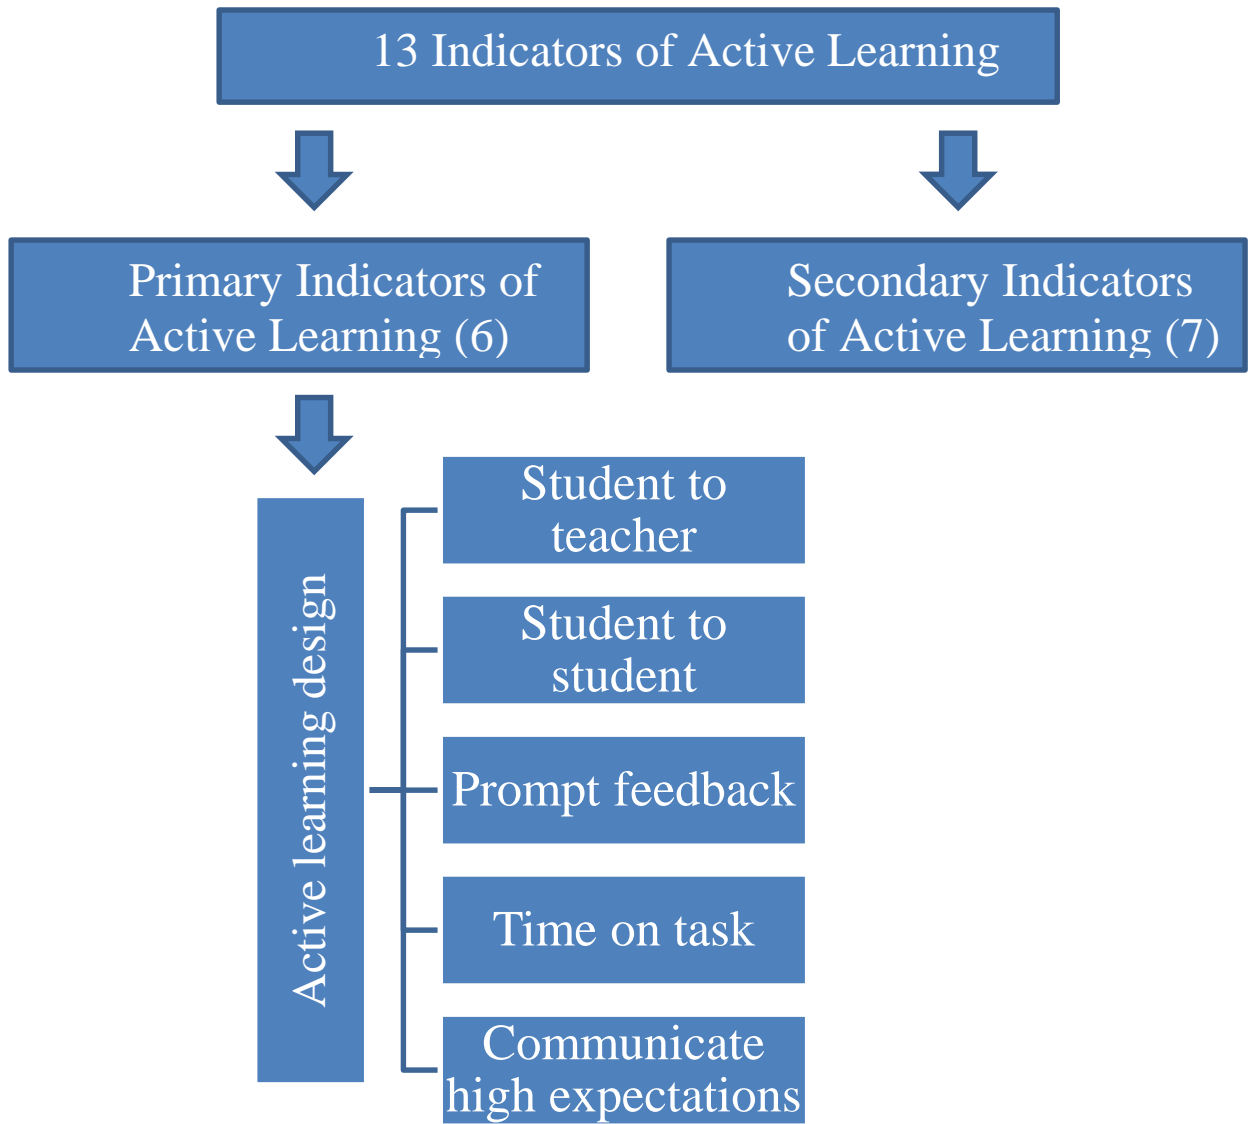 13 Indicators of Active Learning
Primary Indicators of
Active Learning (6)
Secondary Indicators
of Active Learning (7)
Active learning design
Student to
teacher
Student to
student
Prompt feedback
Time on task
Communicate
high expectations